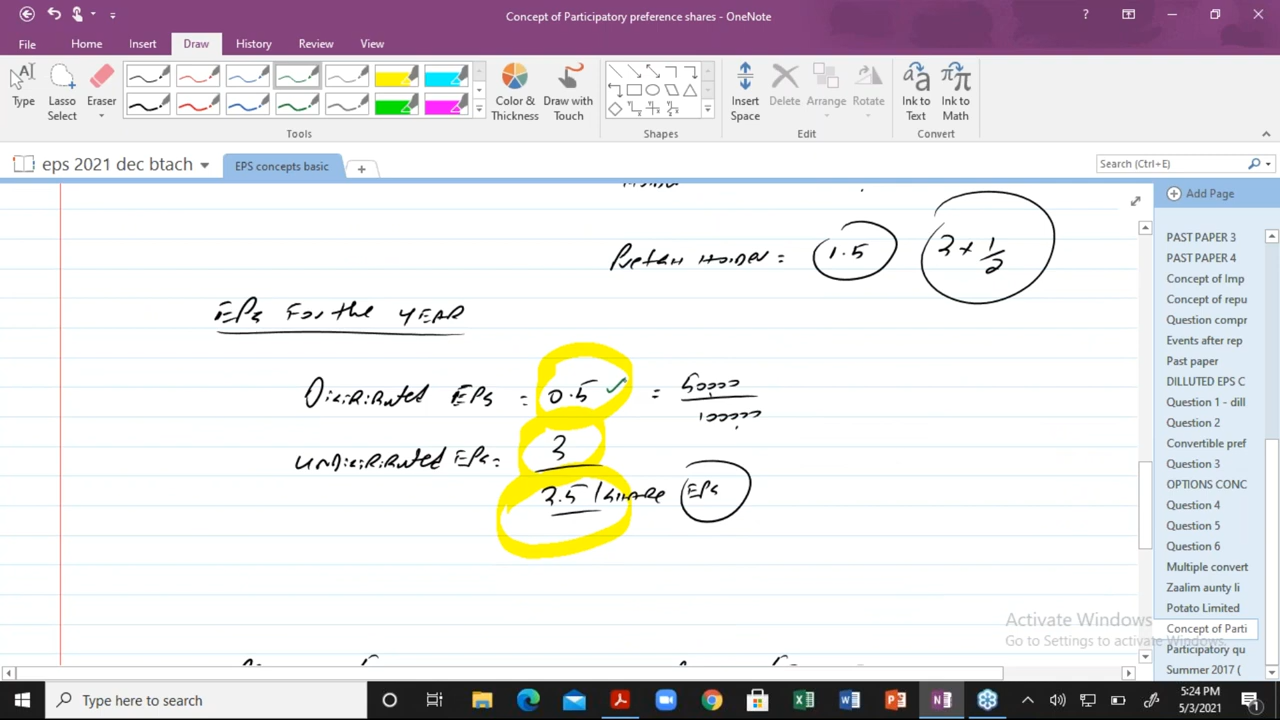 Concept of Participatory preference shares - OneNote
File Home Insert Draw History Review View
Type
Lasso Select
Eraser
Color & Thickness
Draw with Touch
Insert Space
Delete
Arrange
Rotate
Ink to Text
Ink to Math
Tools
Shapes
Edit
Convert
eps 2021 dec btach
EPS concepts basic
Search (Ctrl+E)
Add Page
PAST PAPER 3
PAST PAPER 4
Concept of Imp
Concept of repu
Question compr
Events after rep
Past paper
DILLUTED EPS C
Question 1 - dill
Question 2
Convertible pref
Question 3
OPTIONS CONC
Question 4
Question 5
Question 6
Multiple convert
Zaalim aunty li
Potato Limited
Concept of Parti
Participatory qu
Summer 2017 (
HOLDER = 1.5 3 x 1/2
EPS FOR the YEAR
Distributed EPS = 0.5 ✓ = 50000 / 100000
UNDistributed EPS = 3
3.5 / SHARE EPS
Activate Windows
Go to Settings to activate Windows.
Type here to search
5:24 PM
5/3/2021